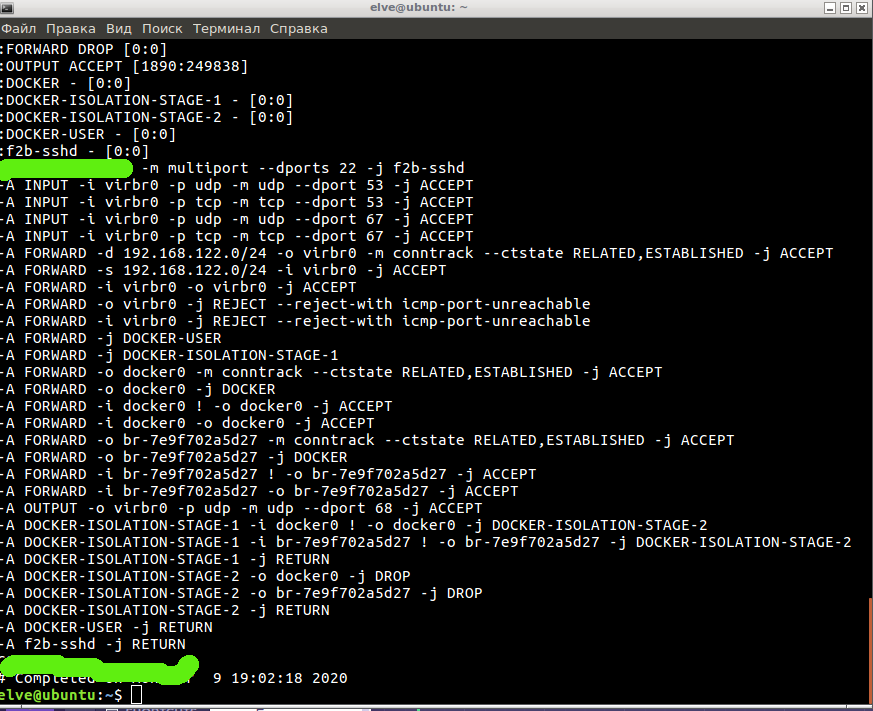 elve@ubuntu: ~
Файл Правка Вид Поиск Терминал Справка
:FORWARD DROP [0:0]
:OUTPUT ACCEPT [1890:249838]
:DOCKER - [0:0]
:DOCKER-ISOLATION-STAGE-1 - [0:0]
:DOCKER-ISOLATION-STAGE-2 - [0:0]
:DOCKER-USER - [0:0]
:f2b-sshd - [0:0]
-m multiport --dports 22 -j f2b-sshd
-A INPUT -i virbr0 -p udp -m udp --dport 53 -j ACCEPT
-A INPUT -i virbr0 -p tcp -m tcp --dport 53 -j ACCEPT
-A INPUT -i virbr0 -p udp -m udp --dport 67 -j ACCEPT
-A INPUT -i virbr0 -p tcp -m tcp --dport 67 -j ACCEPT
-A FORWARD -d 192.168.122.0/24 -o virbr0 -m conntrack --ctstate RELATED,ESTABLISHED -j ACCEPT
-A FORWARD -s 192.168.122.0/24 -i virbr0 -j ACCEPT
-A FORWARD -i virbr0 -o virbr0 -j ACCEPT
-A FORWARD -o virbr0 -j REJECT --reject-with icmp-port-unreachable
-A FORWARD -i virbr0 -j REJECT --reject-with icmp-port-unreachable
-A FORWARD -j DOCKER-USER
-A FORWARD -j DOCKER-ISOLATION-STAGE-1
-A FORWARD -o docker0 -m conntrack --ctstate RELATED,ESTABLISHED -j ACCEPT
-A FORWARD -o docker0 -j DOCKER
-A FORWARD -i docker0 ! -o docker0 -j ACCEPT
-A FORWARD -i docker0 -o docker0 -j ACCEPT
-A FORWARD -o br-7e9f702a5d27 -m conntrack --ctstate RELATED,ESTABLISHED -j ACCEPT
-A FORWARD -o br-7e9f702a5d27 -j DOCKER
-A FORWARD -i br-7e9f702a5d27 ! -o br-7e9f702a5d27 -j ACCEPT
-A FORWARD -i br-7e9f702a5d27 -o br-7e9f702a5d27 -j ACCEPT
-A OUTPUT -o virbr0 -p udp -m udp --dport 68 -j ACCEPT
-A DOCKER-ISOLATION-STAGE-1 -i docker0 ! -o docker0 -j DOCKER-ISOLATION-STAGE-2
-A DOCKER-ISOLATION-STAGE-1 -i br-7e9f702a5d27 ! -o br-7e9f702a5d27 -j DOCKER-ISOLATION-STAGE-2
-A DOCKER-ISOLATION-STAGE-1 -j RETURN
-A DOCKER-ISOLATION-STAGE-2 -o docker0 -j DROP
-A DOCKER-ISOLATION-STAGE-2 -o br-7e9f702a5d27 -j DROP
-A DOCKER-ISOLATION-STAGE-2 -j RETURN
-A DOCKER-USER -j RETURN
-A f2b-sshd -j RETURN
# Completed 9 19:02:18 2020
elve@ubuntu:~$